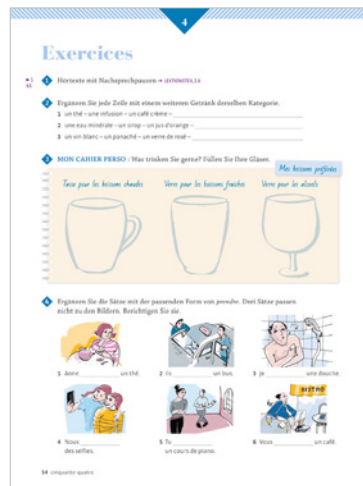 4
Exercices
1 Hörtexte mit Nachsprechpausen → LEKTIONSTEIL 2/4
2 Ergänzen Sie jede Zeile mit einem weiteren Getränk derselben Kategorie.
1 un thé – une infusion – un café crème –
2 une eau minérale – un sirop – un jus d'orange –
3 un vin blanc – un panaché – un verre de rosé –
3 MON CAHIER PERSO : Was trinken Sie gerne? Füllen Sie Ihre Gläser.
Mes boissons préférées
Tasse pour les boissons chaudes Verre pour les boissons fraîches Verre pour les alcools
4 Ergänzen Sie die Sätze mit der passenden Form von prendre. Drei Sätze passen
nicht zu den Bildern. Berichtigen Sie sie.
BISTRO
1 Anne un thé. 2 Ils un bus. 3 Je une douche.
4 Nous 5 Tu 6 Vous un café.
des selfies. un cours de piano.
54 cinquante-quatre